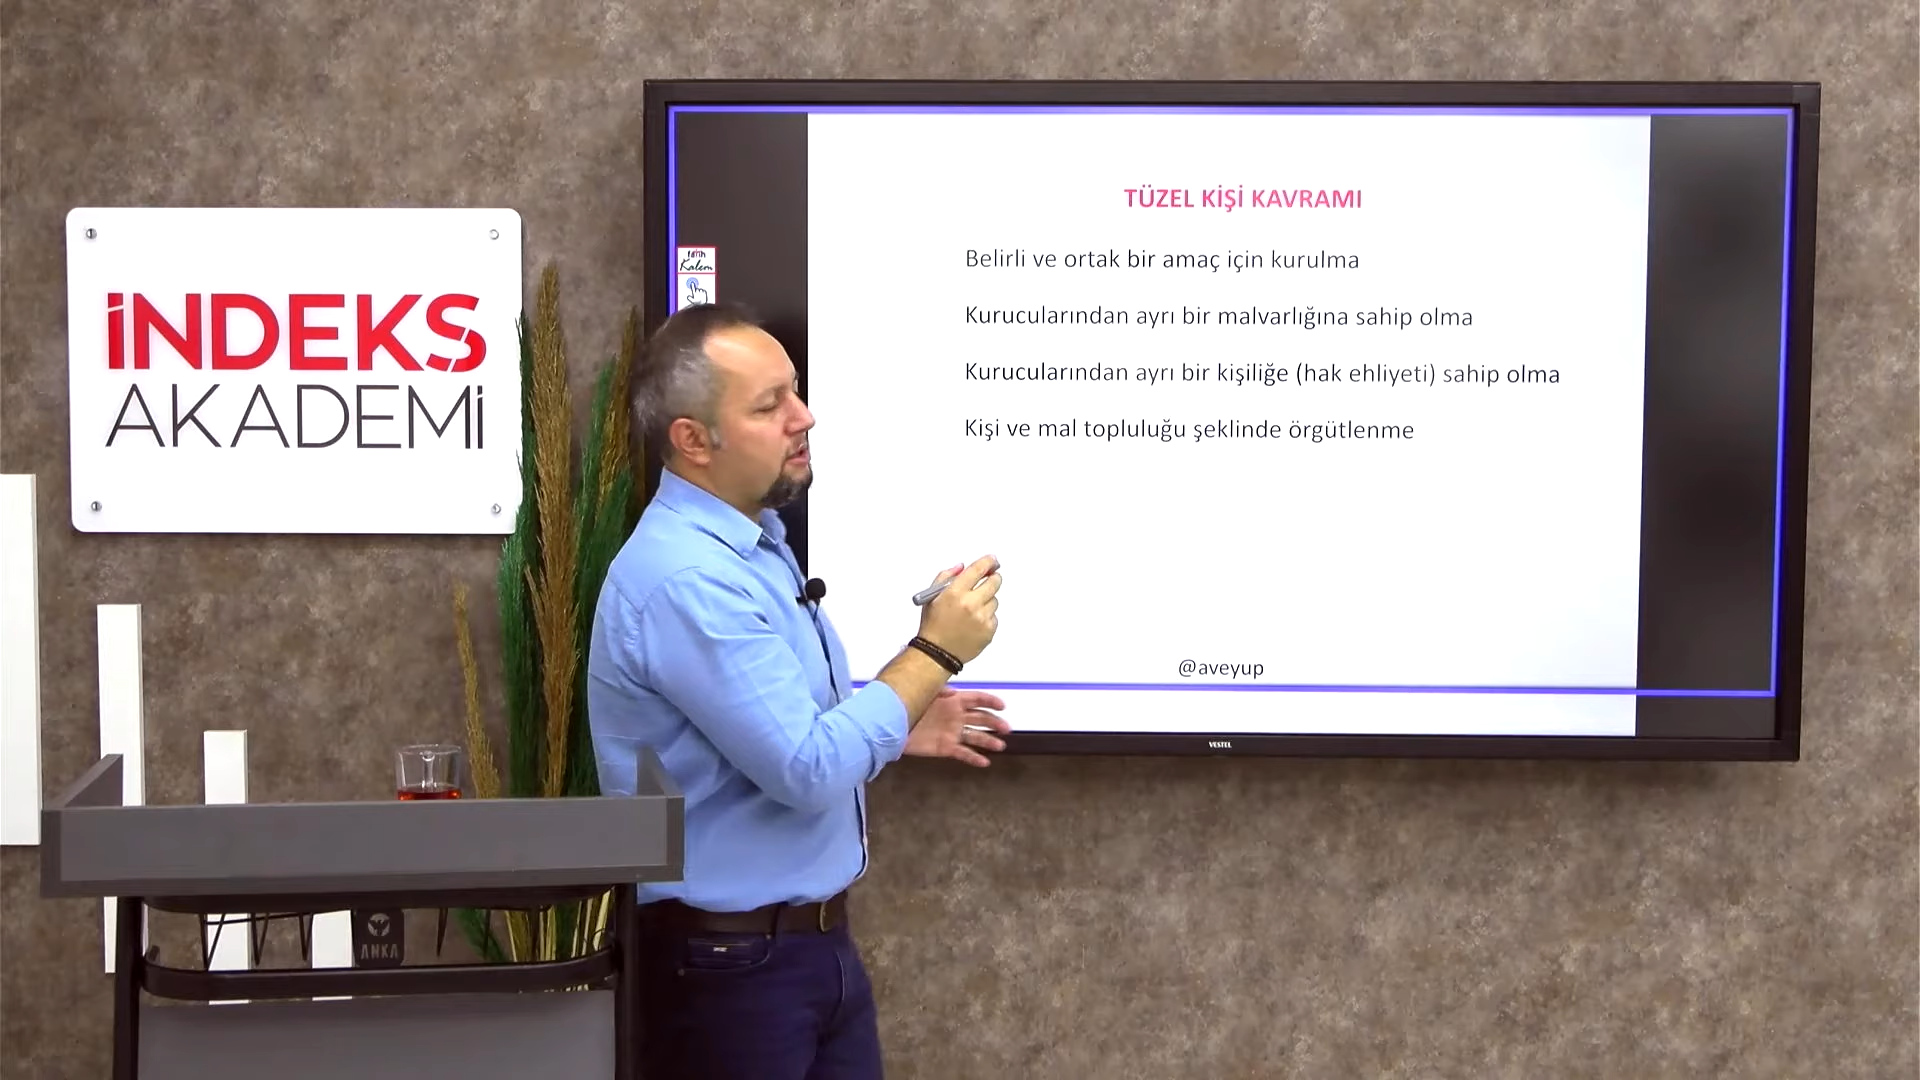 İNDEKS
AKADEMİ
TÜZEL KİŞİ KAVRAMI
Belirli ve ortak bir amaç için kurulma
Kurucularından ayrı bir malvarlığına sahip olma
Kurucularından ayrı bir kişiliğe (hak ehliyeti) sahip olma
Kişi ve mal topluluğu şeklinde örgütlenme
@aveyup
Kalem
VESTEL
ANKA